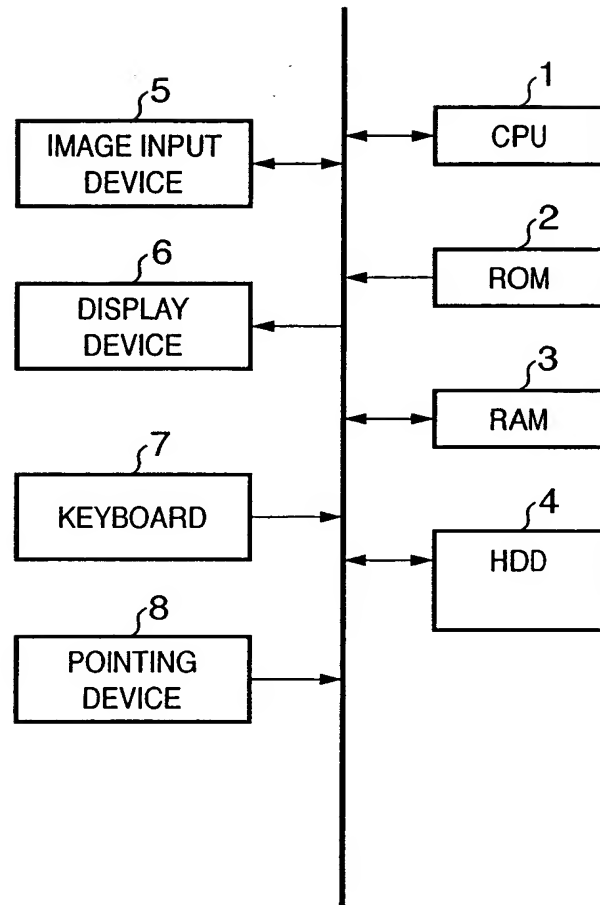 5
IMAGE INPUT
DEVICE
6
DISPLAY
DEVICE
7
KEYBOARD
8
POINTING
DEVICE
1
CPU
2
ROM
3
RAM
4
HDD